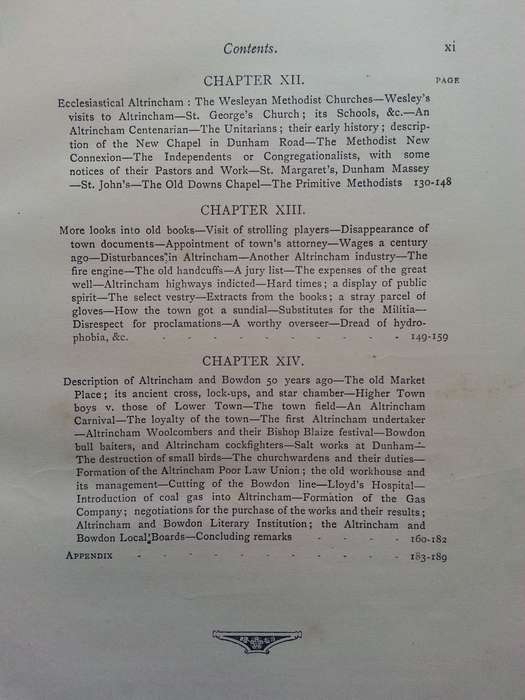 Contents. xi
CHAPTER XII. PAGE
Ecclesiastical Altrincham : The Wesleyan Methodist Churches—Wesley's
visits to Altrincham—St. George's Church ; its Schools, &c.—An
Altrincham Centenarian—The Unitarians ; their early history ; descrip-
tion of the New Chapel in Dunham Road—The Methodist New
Connexion—The Independents or Congregationalists, with some
notices of their Pastors and Work—St. Margaret's, Dunham Massey
—St. John's—The Old Downs Chapel—The Primitive Methodists 130-148
CHAPTER XIII.
More looks into old books—Visit of strolling players—Disappearance of
town documents—Appointment of town's attorney—Wages a century
ago—Disturbances in Altrincham—Another Altrincham industry—The
fire engine—The old handcuffs—A jury list—The expenses of the great
well—Altrincham highways indicted—Hard times ; a display of public
spirit—The select vestry—Extracts from the books ; a stray parcel of
gloves—How the town got a sundial—Substitutes for the Militia—
Disrespect for proclamations—A worthy overseer—Dread of hydro-
phobia, &c. - - - - - - - - - 149-159
CHAPTER XIV.
Description of Altrincham and Bowdon 50 years ago—The old Market
Place ; its ancient cross, lock-ups, and star chamber—Higher Town
boys v. those of Lower Town—The town field—An Altrincham
Carnival—The loyalty of the town—The first Altrincham undertaker
—Altrincham Woolcombers and their Bishop Blaize festival—Bowdon
bull baiters, and Altrincham cockfighters—Salt works at Dunham—
The destruction of small birds—The churchwardens and their duties—
Formation of the Altrincham Poor Law Union ; the old workhouse and
its management—Cutting of the Bowdon line—Lloyd's Hospital—
Introduction of coal gas into Altrincham—Formation of the Gas
Company ; negotiations for the purchase of the works and their results ;
Altrincham and Bowdon Literary Institution ; the Altrincham and
Bowdon Local Boards—Concluding remarks - - - - 160-182
APPENDIX - - - - - - - - - - 183-189